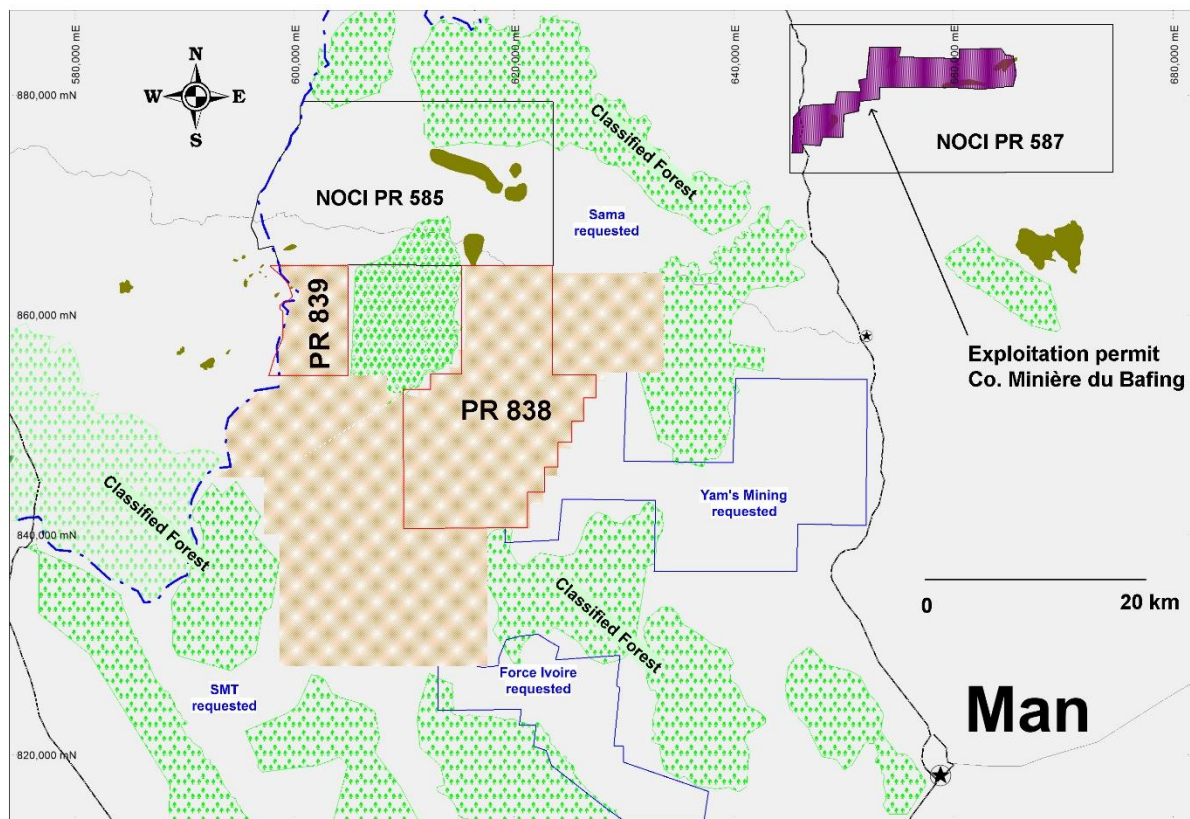 580,000 mE
600,000 mE
620,000 mE
640,000 mE
660,000 mE
680,000 mE
N
W E
S
880,000 mN
860,000 mN
840,000 mN
820,000 mN
Classified Forest
NOCI PR 587
NOCI PR 585
Sama
requested
PR 839
PR 838
Exploitation permit
Co. Minière du Bafing
Classified Forest
Yam's Mining
requested
Classified Forest
0 20 km
SMT
requested
Force Ivoire
requested
Man